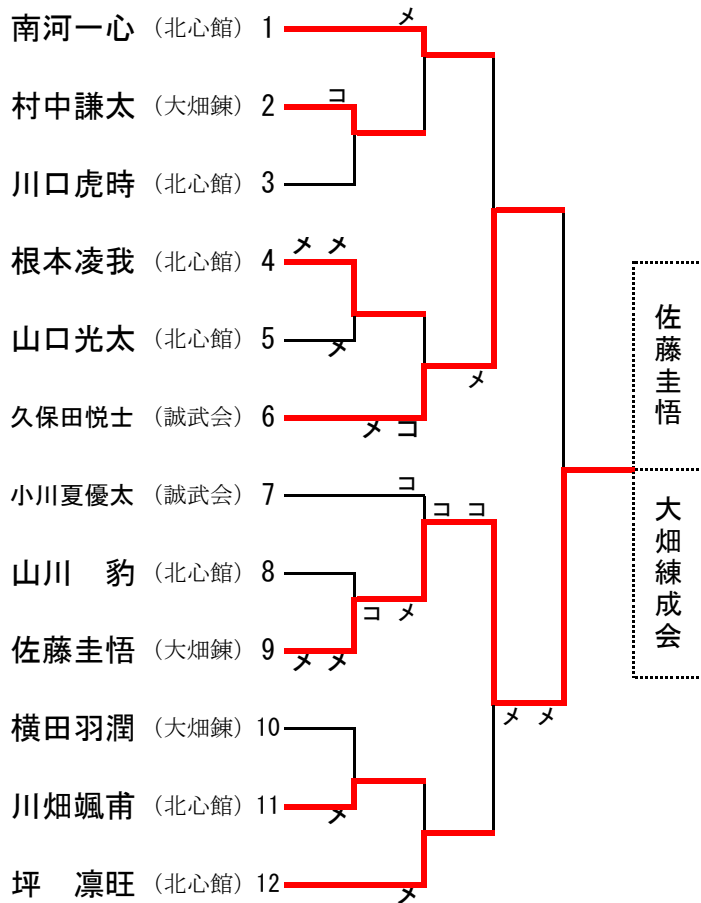 南河一心 (北心館) 1
メ
村中謙太 (大畑錬) 2
コ
川口虎時 (北心館) 3
根本凌我 (北心館) 4
メ メ
山口光太 (北心館) 5
メ
久保田悦士 (誠武会) 6
メ コ
メ
小川夏優太 (誠武会) 7
コ
コ コ
山川 豹 (北心館) 8
コ メ
佐藤圭悟 (大畑錬) 9
メ メ
横田羽潤 (大畑錬) 10
メ メ
川畑颯甫 (北心館) 11
メ
坪 凛旺 (北心館) 12
メ
佐藤圭悟
大畑練成会